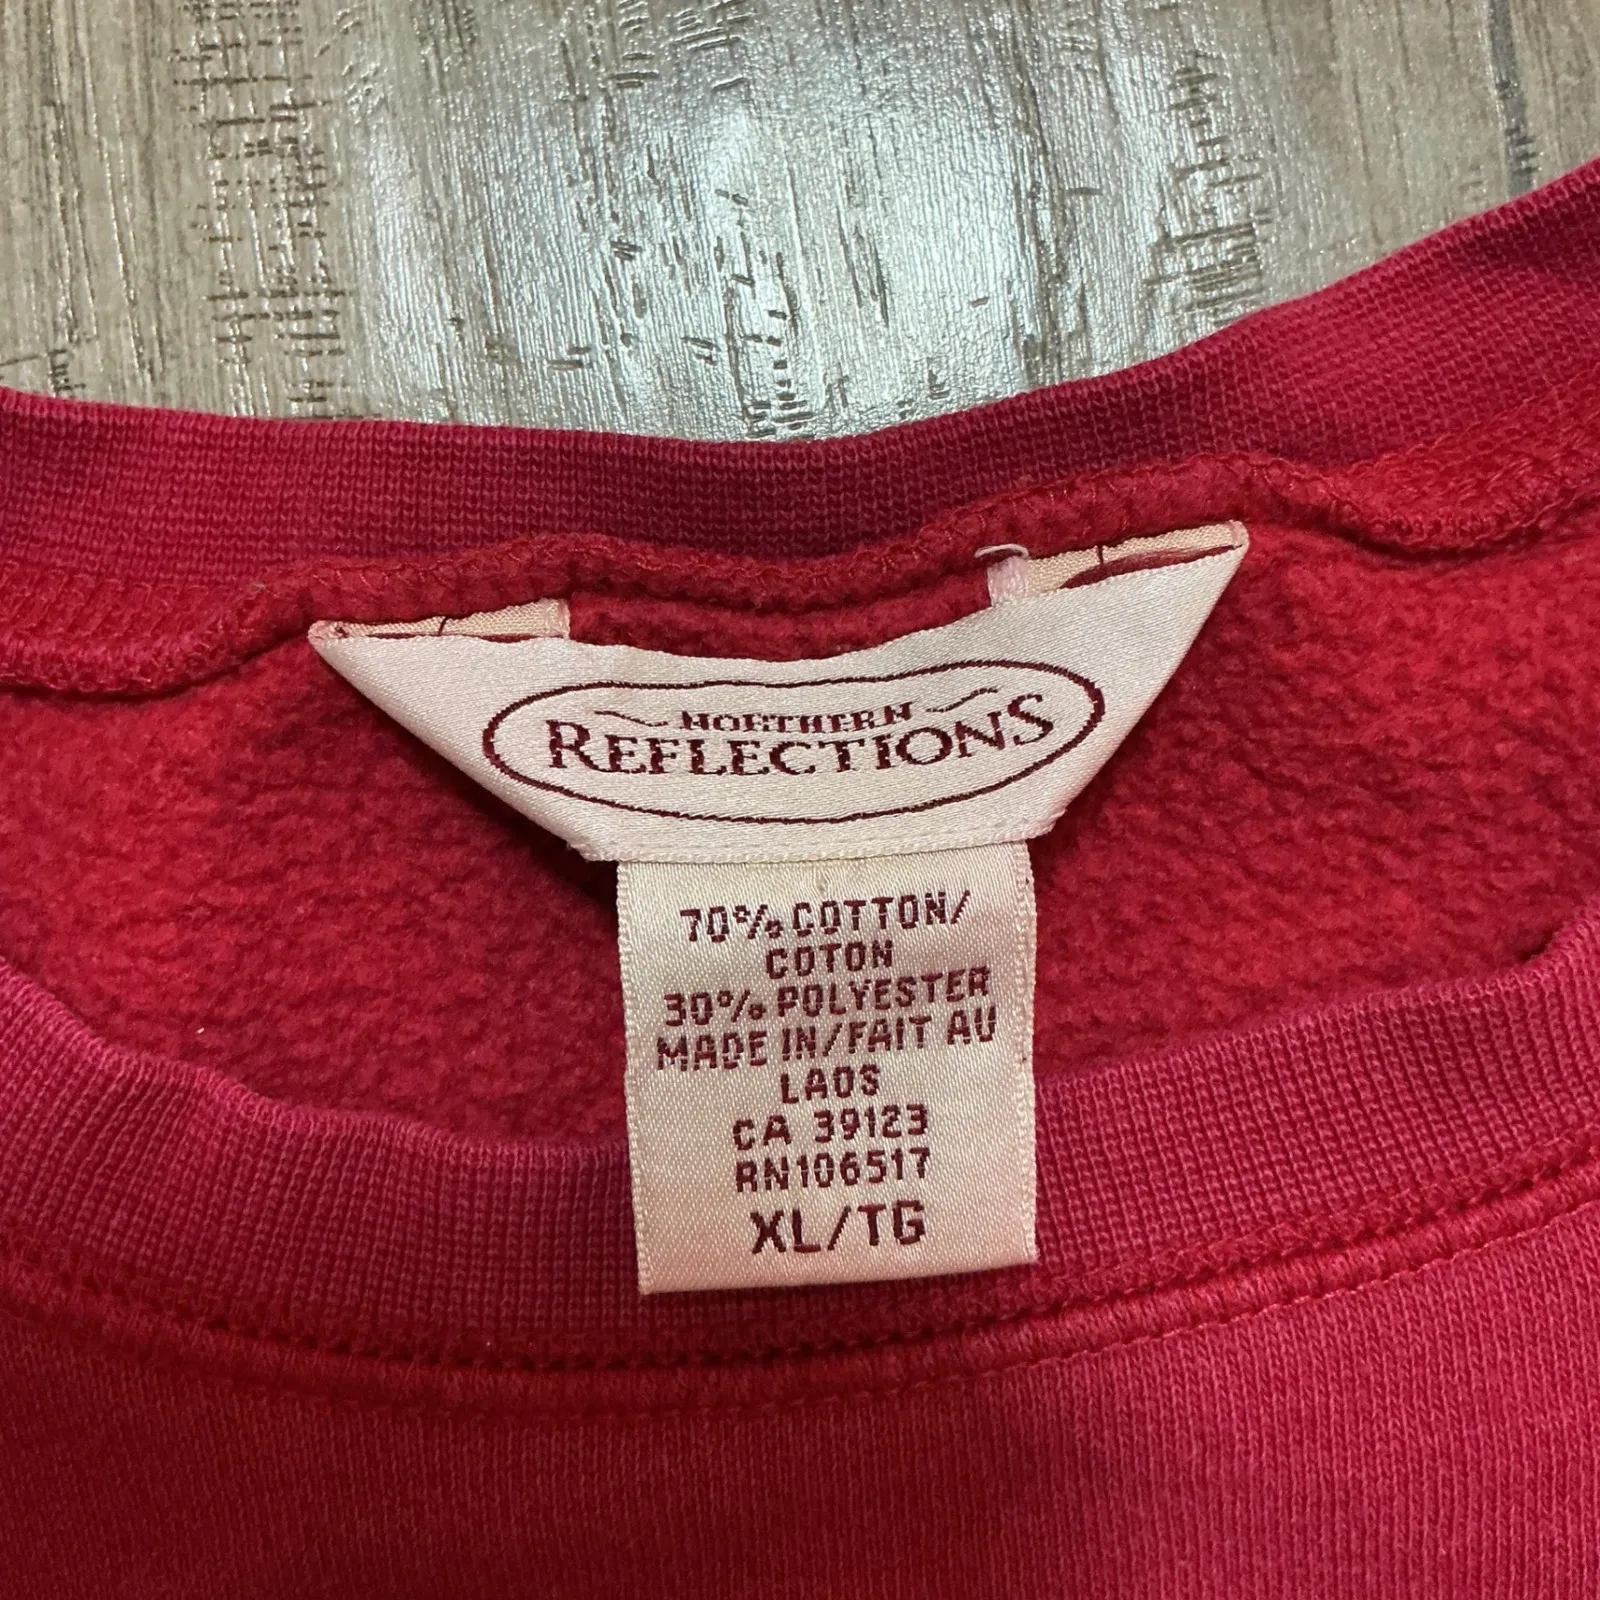 NORTHERN
REFLECTIONS
70% COTTON/
COTON
30% POLYESTER
MADE IN/FAIT AU
LAOS
CA 39123
RN106517
XL/TG